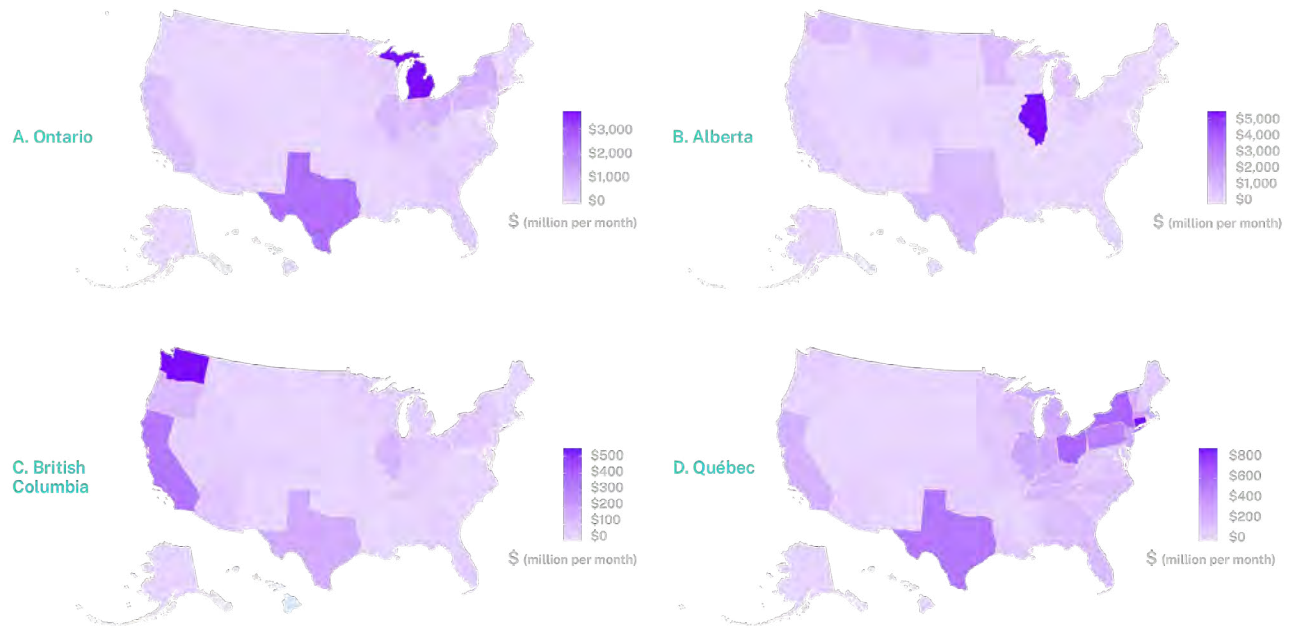 A. Ontario
$3,000
$2,000
$1,000
$0
$ (million per month)
B. Alberta
$5,000
$4,000
$3,000
$2,000
$1,000
$0
$ (million per month)
C. British
Columbia
$500
$400
$300
$200
$100
$0
$ (million per month)
D. Québec
$800
$600
$400
$200
$0
$ (million per month)